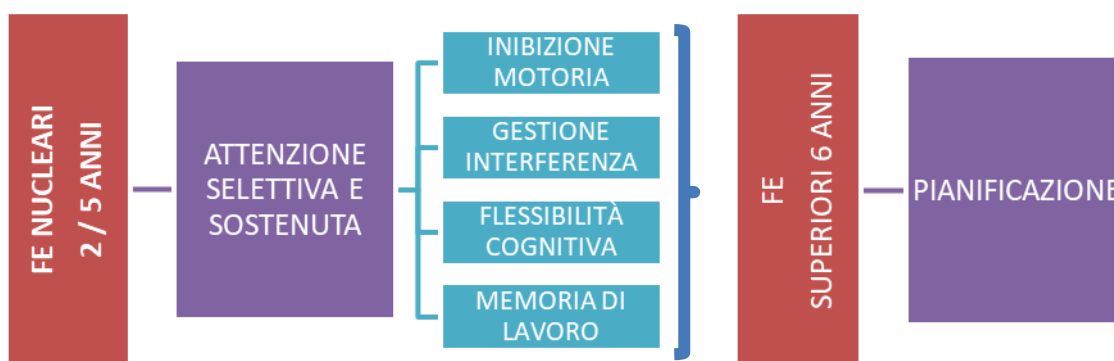 FE NUCLEARI
2 / 5 ANNI
ATTENZIONE
SELETTIVA E
SOSTENUTA
INIBIZIONE
MOTORIA
GESTIONE
INTERFERENZA
FLESSIBILITÀ
COGNITIVA
MEMORIA DI
LAVORO
FE
SUPERIORI 6 ANNI
PIANIFICAZIONE